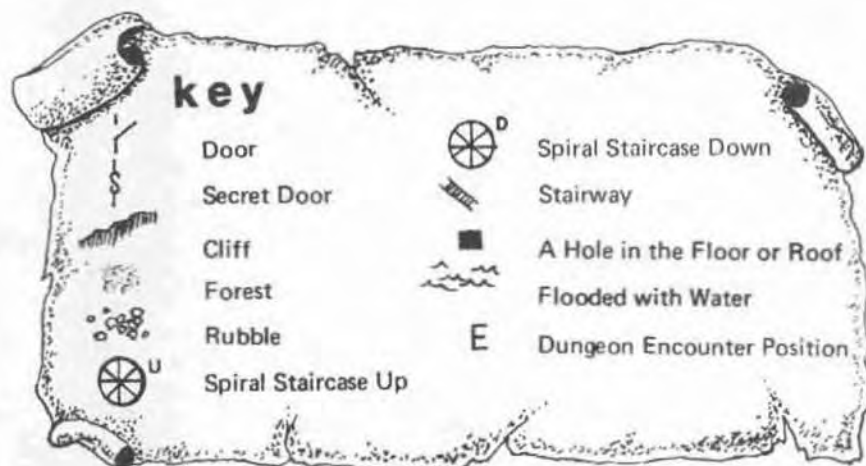 key
Door
Secret Door
Cliff
Forest
Rubble
U
Spiral Staircase Up
D
Spiral Staircase Down
Stairway
A Hole in the Floor or Roof
Flooded with Water
E
Dungeon Encounter Position